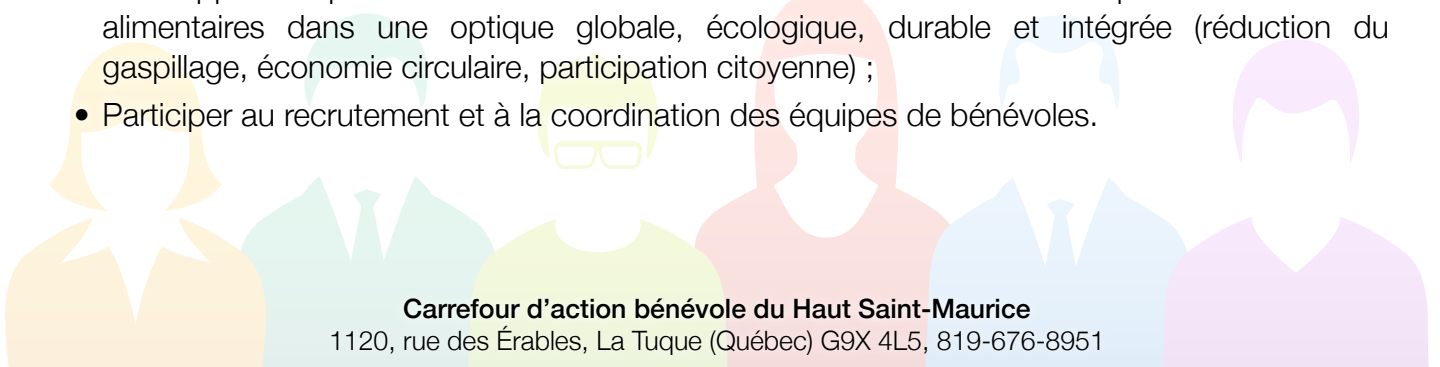 alimentaires dans une optique globale, écologique, durable et intégrée (réduction du
gaspillage, économie circulaire, participation citoyenne) ;
• Participer au recrutement et à la coordination des équipes de bénévoles.
Carrefour d’action bénévole du Haut Saint-Maurice
1120, rue des Érables, La Tuque (Québec) G9X 4L5, 819-676-8951